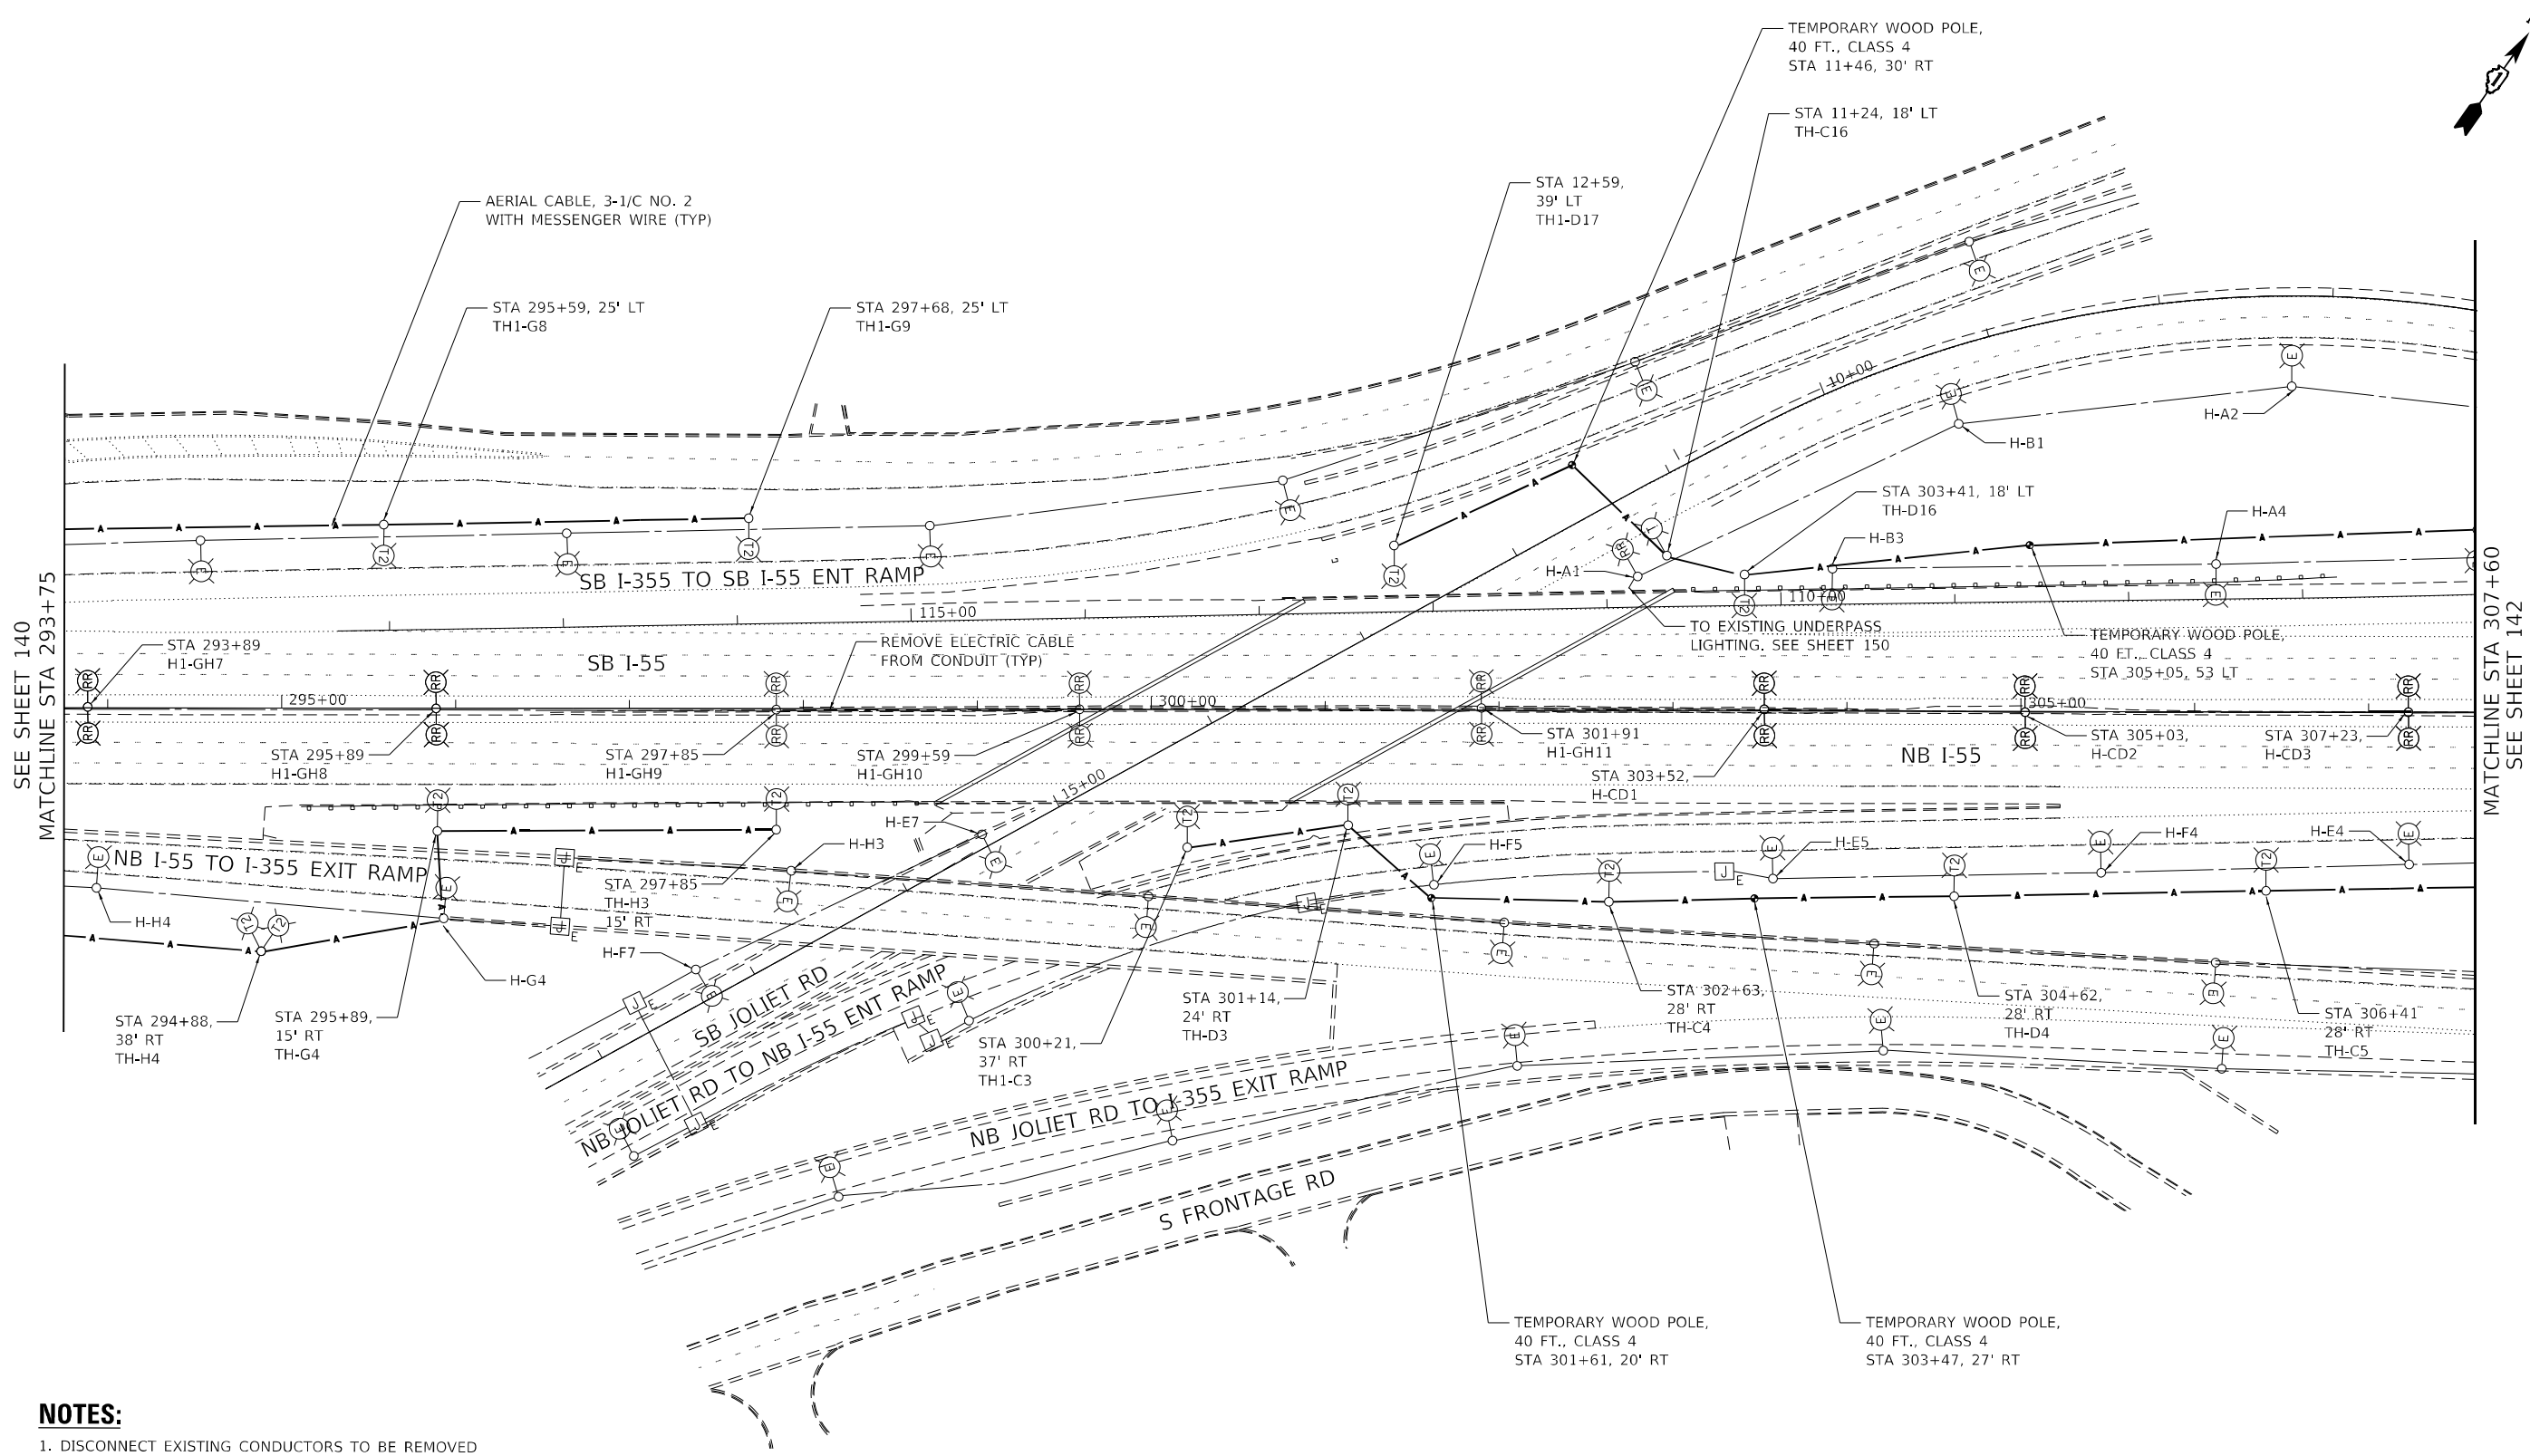 TEMPORARY WOOD POLE,
40 FT., CLASS 4
STA 11+46, 30' RT
STA 11+24, 18' LT
TH-C16
STA 12+59,
39' LT
TH1-D17
AERIAL CABLE, 3-1/C NO. 2
WITH MESSENGER WIRE (TYP)
STA 295+59, 25' LT
TH1-G8
STA 297+68, 25' LT
TH1-G9
10+00
H-A2
H-B1
STA 303+41, 18' LT
TH-D16
H-A4
H-B3
H-A1
SB I-355 TO SB I-55 ENT RAMP
115+00
110+00
SEE SHEET 140
MATCHLINE STA 293+75
MATCHLINE STA 307+60
SEE SHEET 142
STA 293+89
H1-GH7
SB I-55
REMOVE ELECTRIC CABLE
FROM CONDUIT (TYP)
TO EXISTING UNDERPASS
LIGHTING. SEE SHEET 150
TEMPORARY WOOD POLE,
40 FT., CLASS 4
STA 305+05, 53 LT
295+00
300+00
305+00
STA 295+89
H1-GH8
STA 297+85
H1-GH9
STA 299+59
H1-GH10
STA 301+91
H1-GH11
STA 303+52,
H-CD1
NB I-55
STA 305+03,
H-CD2
STA 307+23,
H-CD3
15+00
H-E7
H-H3
NB I-55 TO I-355 EXIT RAMP
STA 297+85
TH-H3
15' RT
H-F5
H-E5
H-F4
H-E4
H-H4
H-F7
H-G4
SB JOLIET RD
NB JOLIET RD TO NB I-55 ENT RAMP
STA 294+88,
38' RT
TH-H4
STA 295+89,
15' RT
TH-G4
STA 300+21,
37' RT
TH1-C3
STA 301+14,
24' RT
TH-D3
STA 302+63,
28' RT
TH-C4
STA 304+62,
28' RT
TH-D4
STA 306+41
28' RT
TH-C5
NB JOLIET RD TO I-355 EXIT RAMP
S FRONTAGE RD
TEMPORARY WOOD POLE,
40 FT., CLASS 4
STA 301+61, 20' RT
TEMPORARY WOOD POLE,
40 FT., CLASS 4
STA 303+47, 27' RT
NOTES:
1. DISCONNECT EXISTING CONDUCTORS TO BE REMOVED